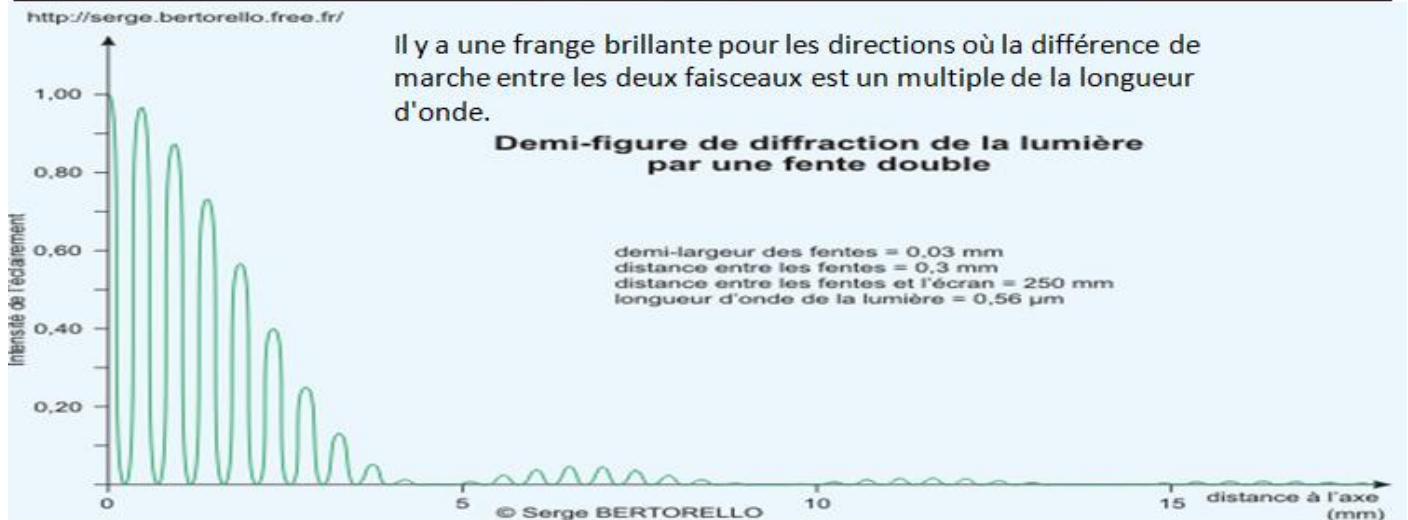 http://serge.bertorello.free.fr/
Il y a une frange brillante pour les directions où la différence de
marche entre les deux faisceaux est un multiple de la longueur
d'onde.
Demi-figure de diffraction de la lumière
par une fente double
demi-largeur des fentes = 0,03 mm
distance entre les fentes = 0,3 mm
distance entre les fentes et l'écran = 250 mm
longueur d'onde de la lumière = 0,56 µm
Intensité de l'éclairement
1,00
0,80
0,60
0,40
0,20
0
5
10
15
distance à l'axe
(mm)
© Serge BERTORELLO